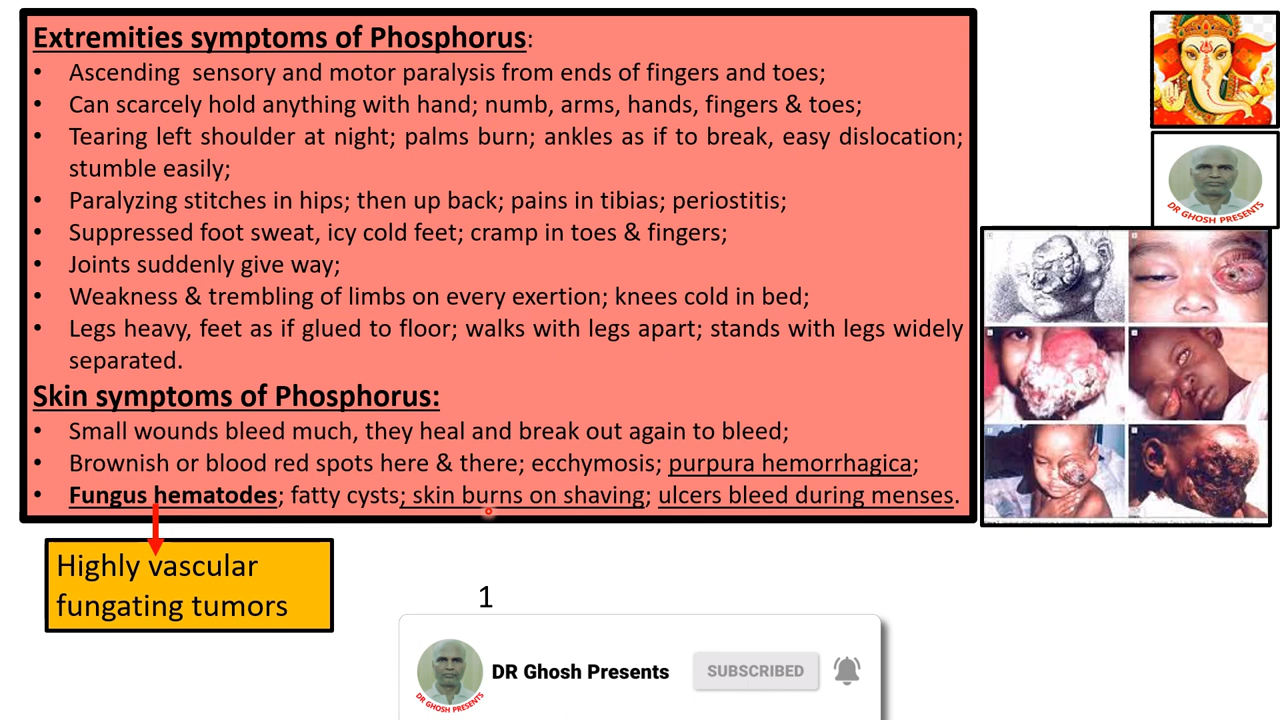 Extremities symptoms of Phosphorus:
• Ascending sensory and motor paralysis from ends of fingers and toes;
• Can scarcely hold anything with hand; numb, arms, hands, fingers & toes;
• Tearing left shoulder at night; palms burn; ankles as if to break, easy dislocation;
stumble easily;
• Paralyzing stitches in hips; then up back; pains in tibias; periostitis;
• Suppressed foot sweat, icy cold feet; cramp in toes & fingers;
• Joints suddenly give way;
• Weakness & trembling of limbs on every exertion; knees cold in bed;
• Legs heavy, feet as if glued to floor; walks with legs apart; stands with legs widely
separated.
Skin symptoms of Phosphorus:
• Small wounds bleed much, they heal and break out again to bleed;
• Brownish or blood red spots here & there; ecchymosis; purpura hemorrhagica;
• Fungus hematodes; fatty cysts; skin burns on shaving; ulcers bleed during menses.
Highly vascular
fungating tumors
DR GHOSH PRESENTS
1
DR Ghosh Presents
SUBSCRIBED
DR GHOSH PRESENTS